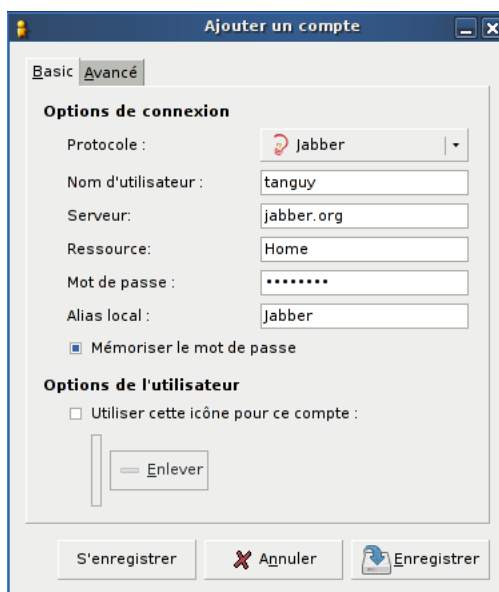 Ajouter un compte
Basic Avancé
Options de connexion
Protocole : Jabber
Nom d'utilisateur : tanguy
Serveur: jabber.org
Ressource: Home
Mot de passe : ••••••••
Alias local : Jabber
Mémoriser le mot de passe
Options de l'utilisateur
Utiliser cette icône pour ce compte :
Enlever
S'enregistrer Annuler Enregistrer